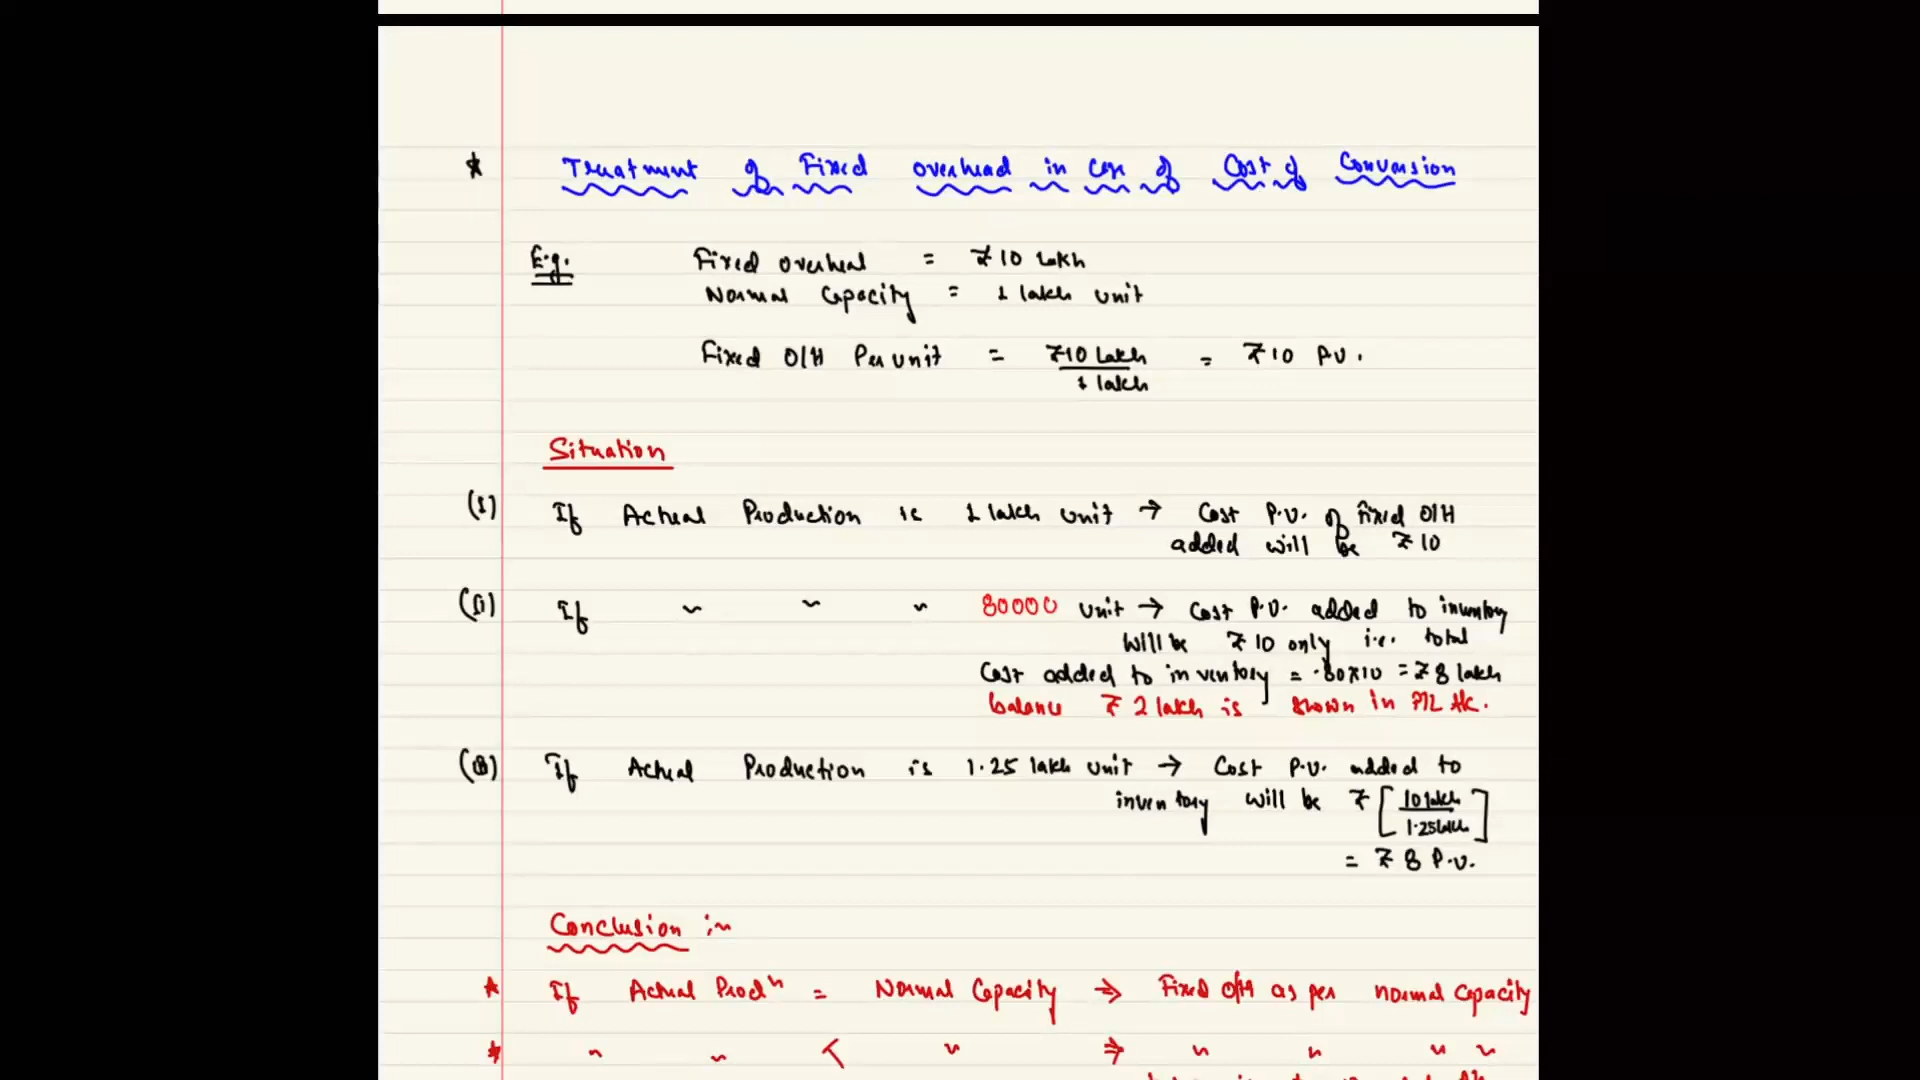 * Treatment of Fixed overhead in case of Cost of Conversion
E.g. Fixed overhead = ₹10 lakh
Normal Capacity = 1 lakh unit
Fixed O/H Per unit = ₹10 lakh / 1 lakh = ₹10 P.U.
Situation
(I) If Actual Production is 1 lakh unit → Cost P.U. of Fixed O/H
added will be ₹10
(II) If " " " 80000 unit → Cost P.U. added to inventory
will be ₹10 only i.e. total
Cost added to inventory = 80×10 = ₹8 lakh
balance ₹2 lakh is shown in P/L A/c.
(III) If Actual Production is 1.25 lakh unit → Cost P.U. added to
inventory will be ₹ [10 lakh / 1.25 lakh]
= ₹8 P.U.
Conclusion :~
* If Actual Prodn = Normal Capacity ⇒ Fixed O/H as per normal capacity
* " " < " ⇒ " " " "